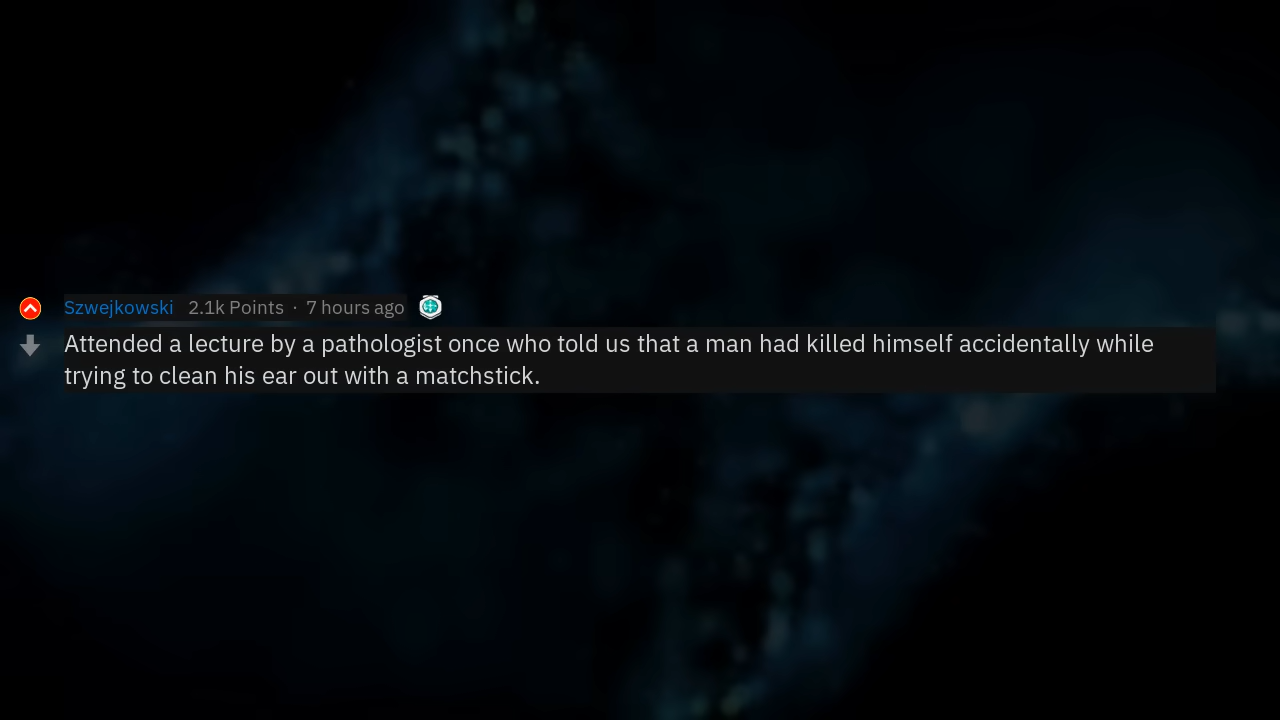 Szwejkowski 2.1k Points · 7 hours ago
Attended a lecture by a pathologist once who told us that a man had killed himself accidentally while
trying to clean his ear out with a matchstick.